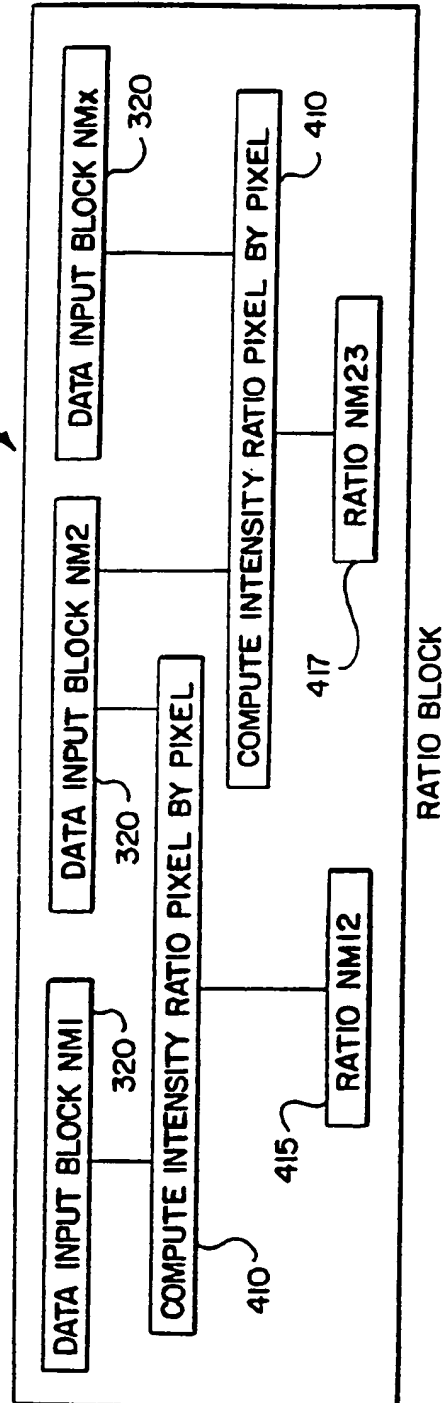 DATA INPUT BLOCK NM1
320
DATA INPUT BLOCK NM2
320
DATA INPUT BLOCK NMx
320
COMPUTE INTENSITY RATIO PIXEL BY PIXEL
410
COMPUTE INTENSITY RATIO PIXEL BY PIXEL
410
415
RATIO NM12
417
RATIO NM23
RATIO BLOCK